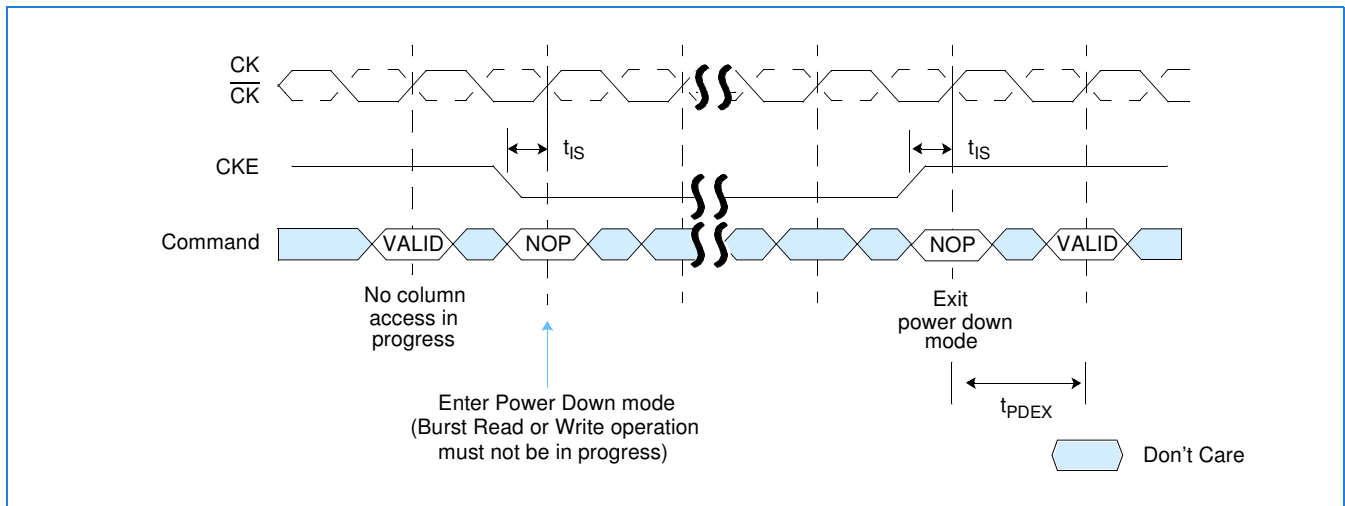 CK
CK
tIS
tIS
CKE
Command
VALID
NOP
NOP
VALID
No column
access in
progress
Exit
power down
mode
tPDEX
Enter Power Down mode
(Burst Read or Write operation
must not be in progress)
Don't Care